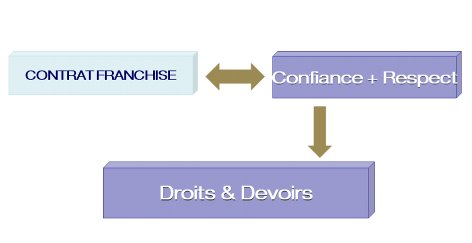 CONTRAT FRANCHISE
Confiance + Respect
Droits & Devoirs